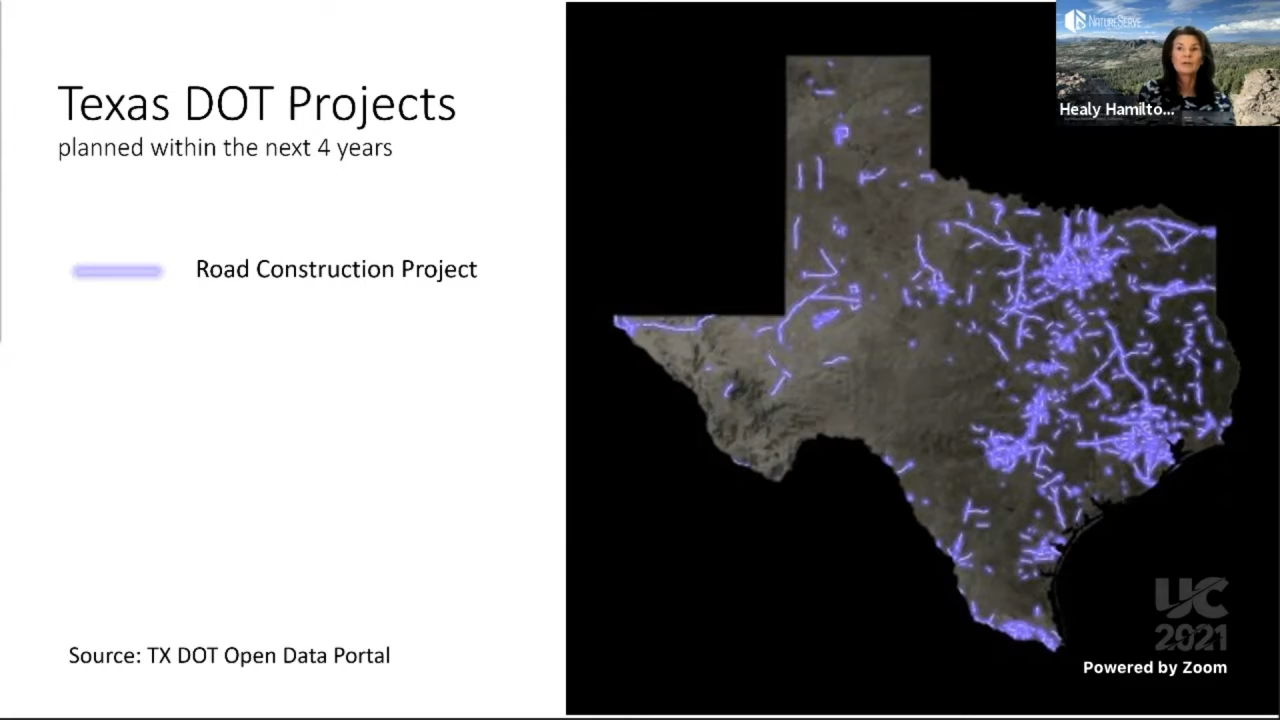 Texas DOT Projects
planned within the next 4 years
Road Construction Project
Source: TX DOT Open Data Portal
NATURESERVE
Healy Hamilto...
UC
2021
Powered by Zoom